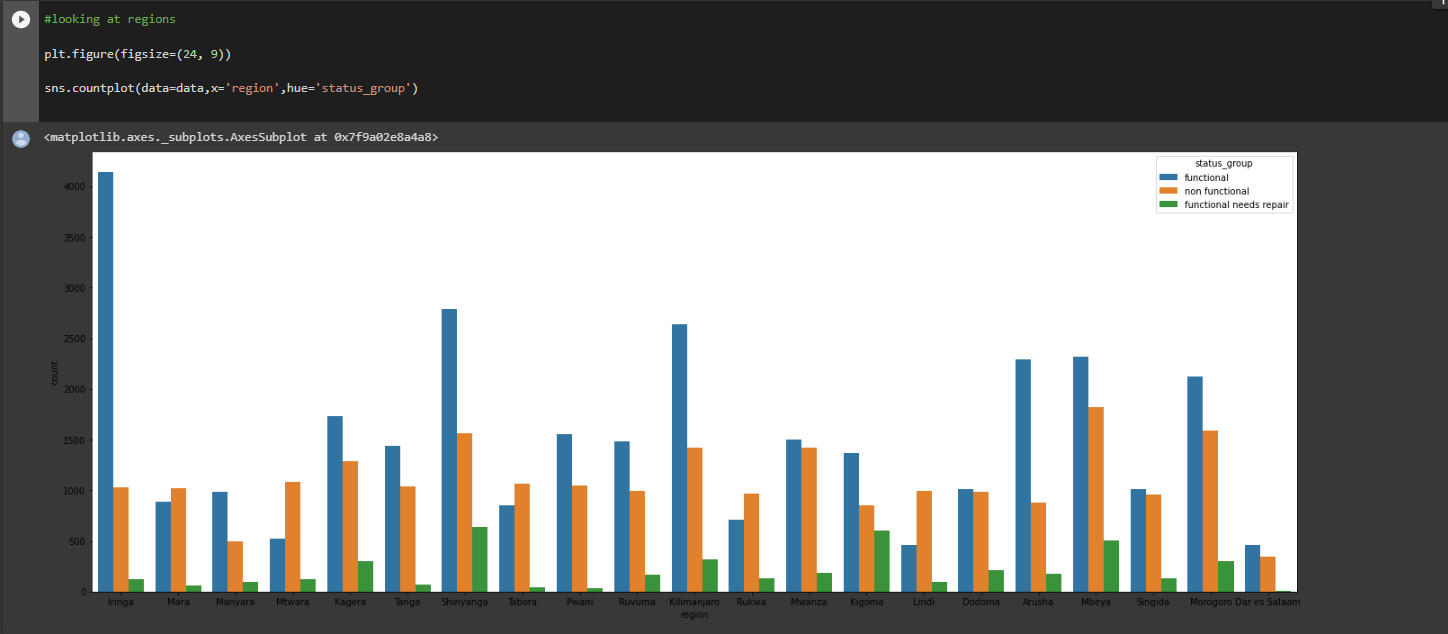 #looking at regions
plt.figure(figsize=(24, 9))
sns.countplot(data=data,x='region',hue='status_group')
<matplotlib.axes._subplots.AxesSubplot at 0x7f9a02e8a4a8>
status_group
functional
non functional
functional needs repair
4000
3500
3000
2500
2000
1500
1000
500
0
count
Iringa Mara Manyara Mtwara Kagera Tanga Shinyanga Tabora Pwani Ruvuma Kilimanjaro Rukwa Mwanza Kigoma Lindi Dodoma Arusha Mbeya Singida Morogoro Dar es Salaam
region